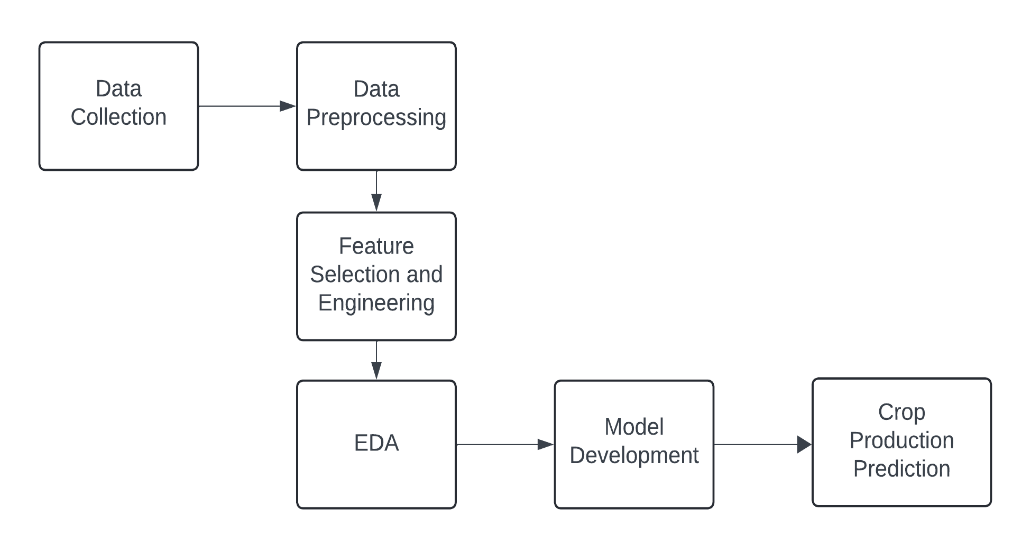 Data
Collection
Data
Preprocessing
Feature
Selection and
Engineering
EDA
Model
Development
Crop
Production
Prediction